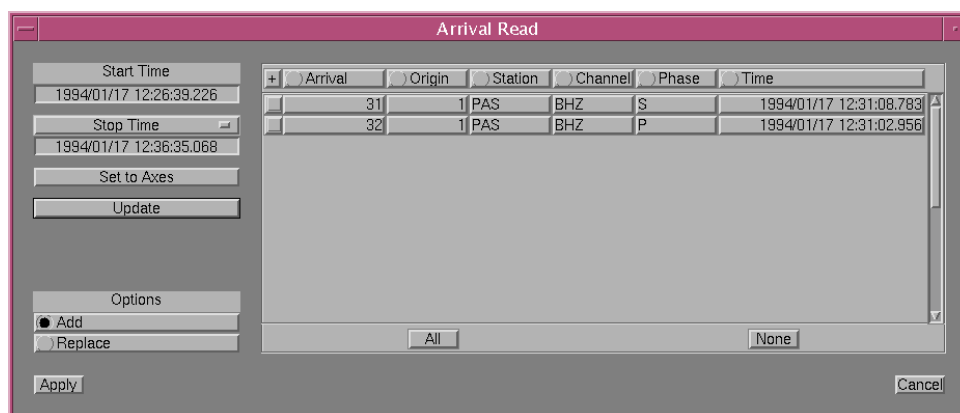 Arrival Read
Start Time
1994/01/17 12:26:39.226
Stop Time
1994/01/17 12:36:35.068
Set to Axes
Update
Options
Add
Replace
Apply
+ Arrival Origin Station Channel Phase Time
31 1 PAS BHZ S 1994/01/17 12:31:08.783
32 1 PAS BHZ P 1994/01/17 12:31:02.956
All None
Cancel